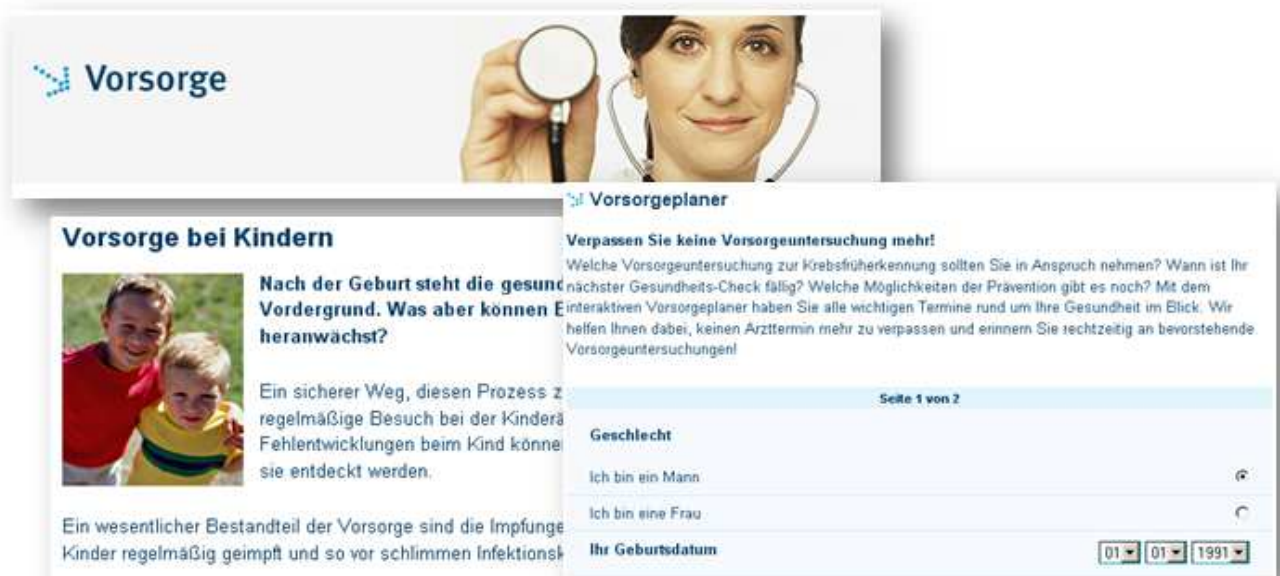 Vorsorge
Vorsorge bei Kindern
Nach der Geburt steht die
Vordergrund. Was aber können
heranwächst?
Ein sicherer Weg, diesen Prozess
regelmäßige Besuch bei der
Fehlentwicklungen beim Kind
sie entdeckt werden.
Ein wesentlicher Bestandteil der Vorsorge sind die
Kinder regelmäßig geimpft und so vor schlimmen
Vorsorgeplaner
Verpassen Sie keine Vorsorgeuntersuchung mehr!
Welche Vorsorgeuntersuchung zur Krebsfrüherkennung sollten Sie in Anspruch nehmen? Wann ist Ihr
nächster Gesundheits-Check fällig? Welche Möglichkeiten der Prävention gibt es noch? Mit dem
interaktiven Vorsorgeplaner haben Sie alle wichtigen Termine rund um Ihre Gesundheit im Blick. Wir
helfen Ihnen dabei, keinen Arzttermin mehr zu verpassen und erinnern Sie rechtzeitig an bevorstehende
Vorsorgeuntersuchungen!
Seite 1 von 2
Geschlecht
Ich bin ein Mann
Ich bin eine Frau
Ihr Geburtsdatum 01 01 1991